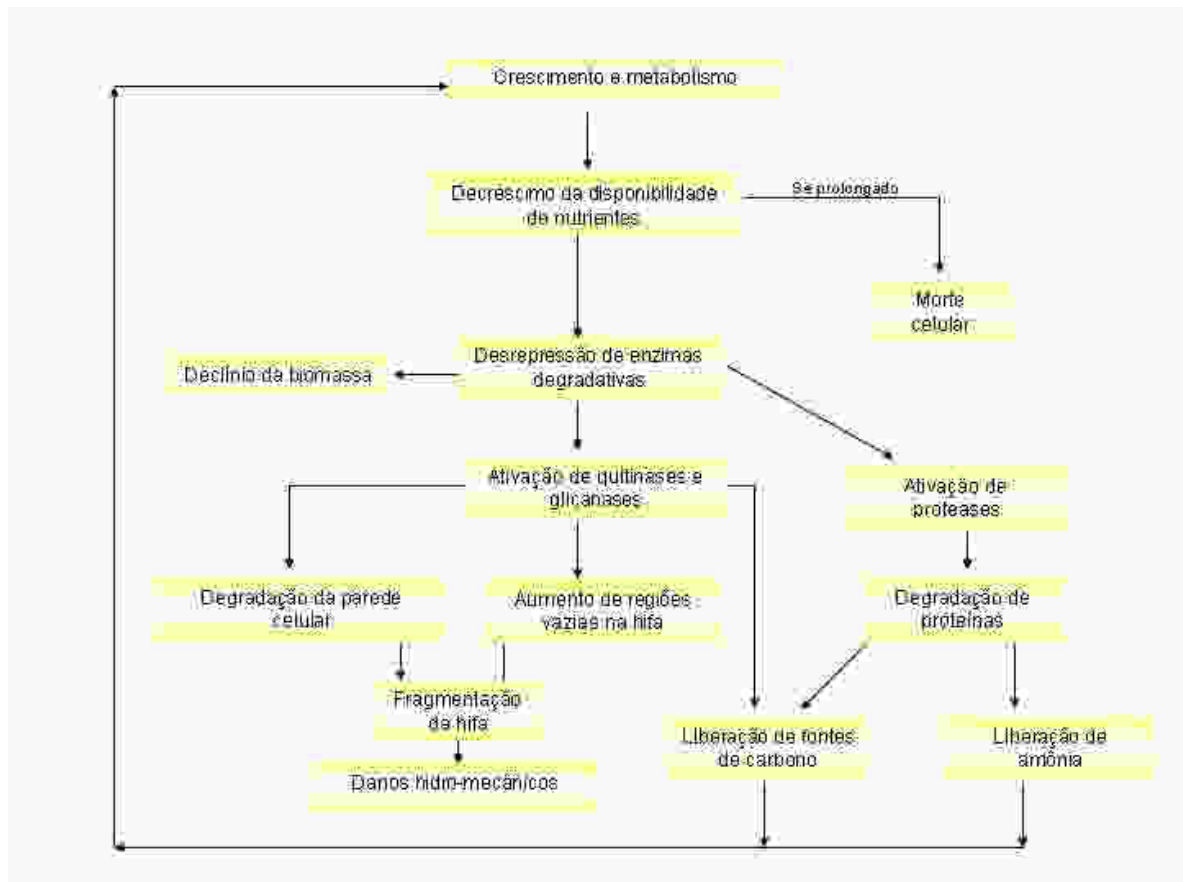 Crescimento e metabolismo
Decréscimo da disponibilidade
de nutrientes
Se prolongado
Morte
celular
Desrepressão de enzimas
degradativas
Declínio da biomassa
Ativação de quitinases e
glicanases
Ativação de
proteases
Degradação da parede
celular
Aumento de regiões
vazias na hifa
Degradação de
proteínas
Fragmentação
da hifa
Liberação de fontes
de carbono
Liberação de
amônia
Danos hidro-mecânicos